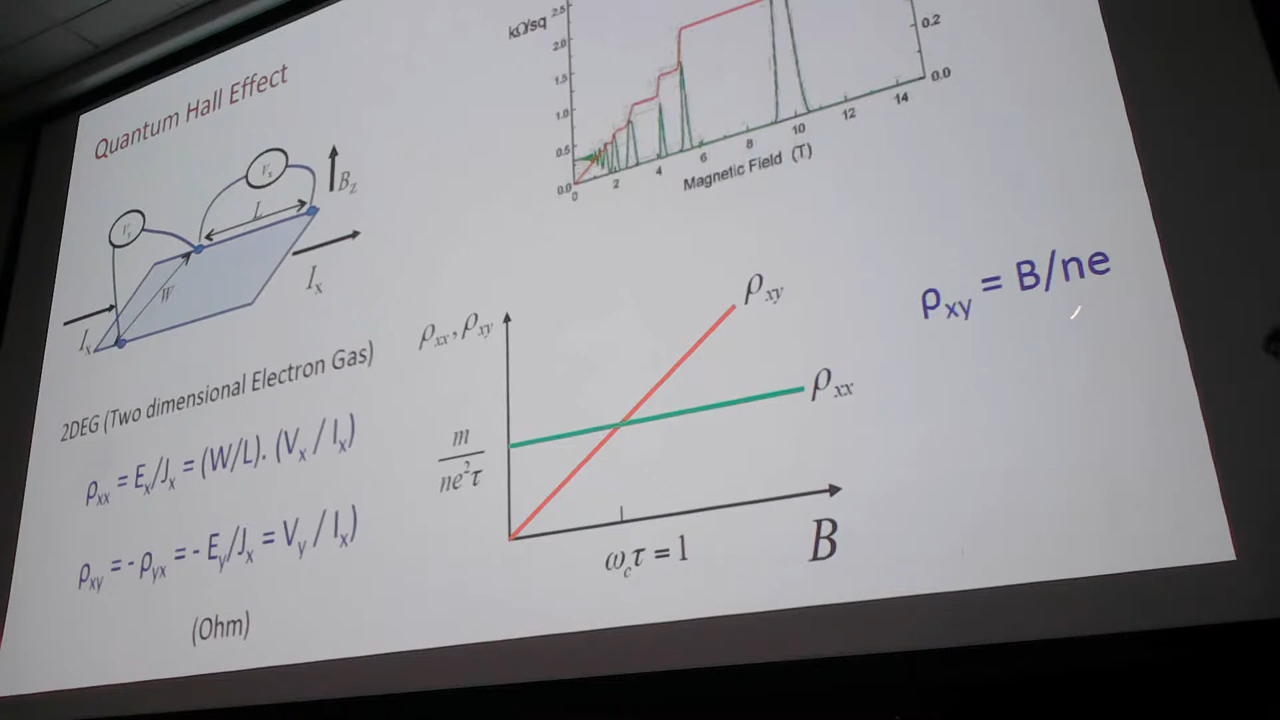 Quantum Hall Effect
V_x
B_z
L
V_y
W
I_x
I_x
2DEG (Two dimensional Electron Gas)
ρ_xx = E_x/J_x = (W/L). (V_x / I_x)
ρ_xy = - ρ_yx = - E_y/J_x = V_y / I_x)
(Ohm)
kΩ/sq
2.5
2.0
1.5
1.0
0.5
0.0
0 2 4 6 8 10 12 14
0.2
0.0
Magnetic Field (T)
ρ_xx, ρ_xy
ρ_xy
ρ_xx
m
ne²τ
ω_cτ = 1
B
ρ_xy = B/ne